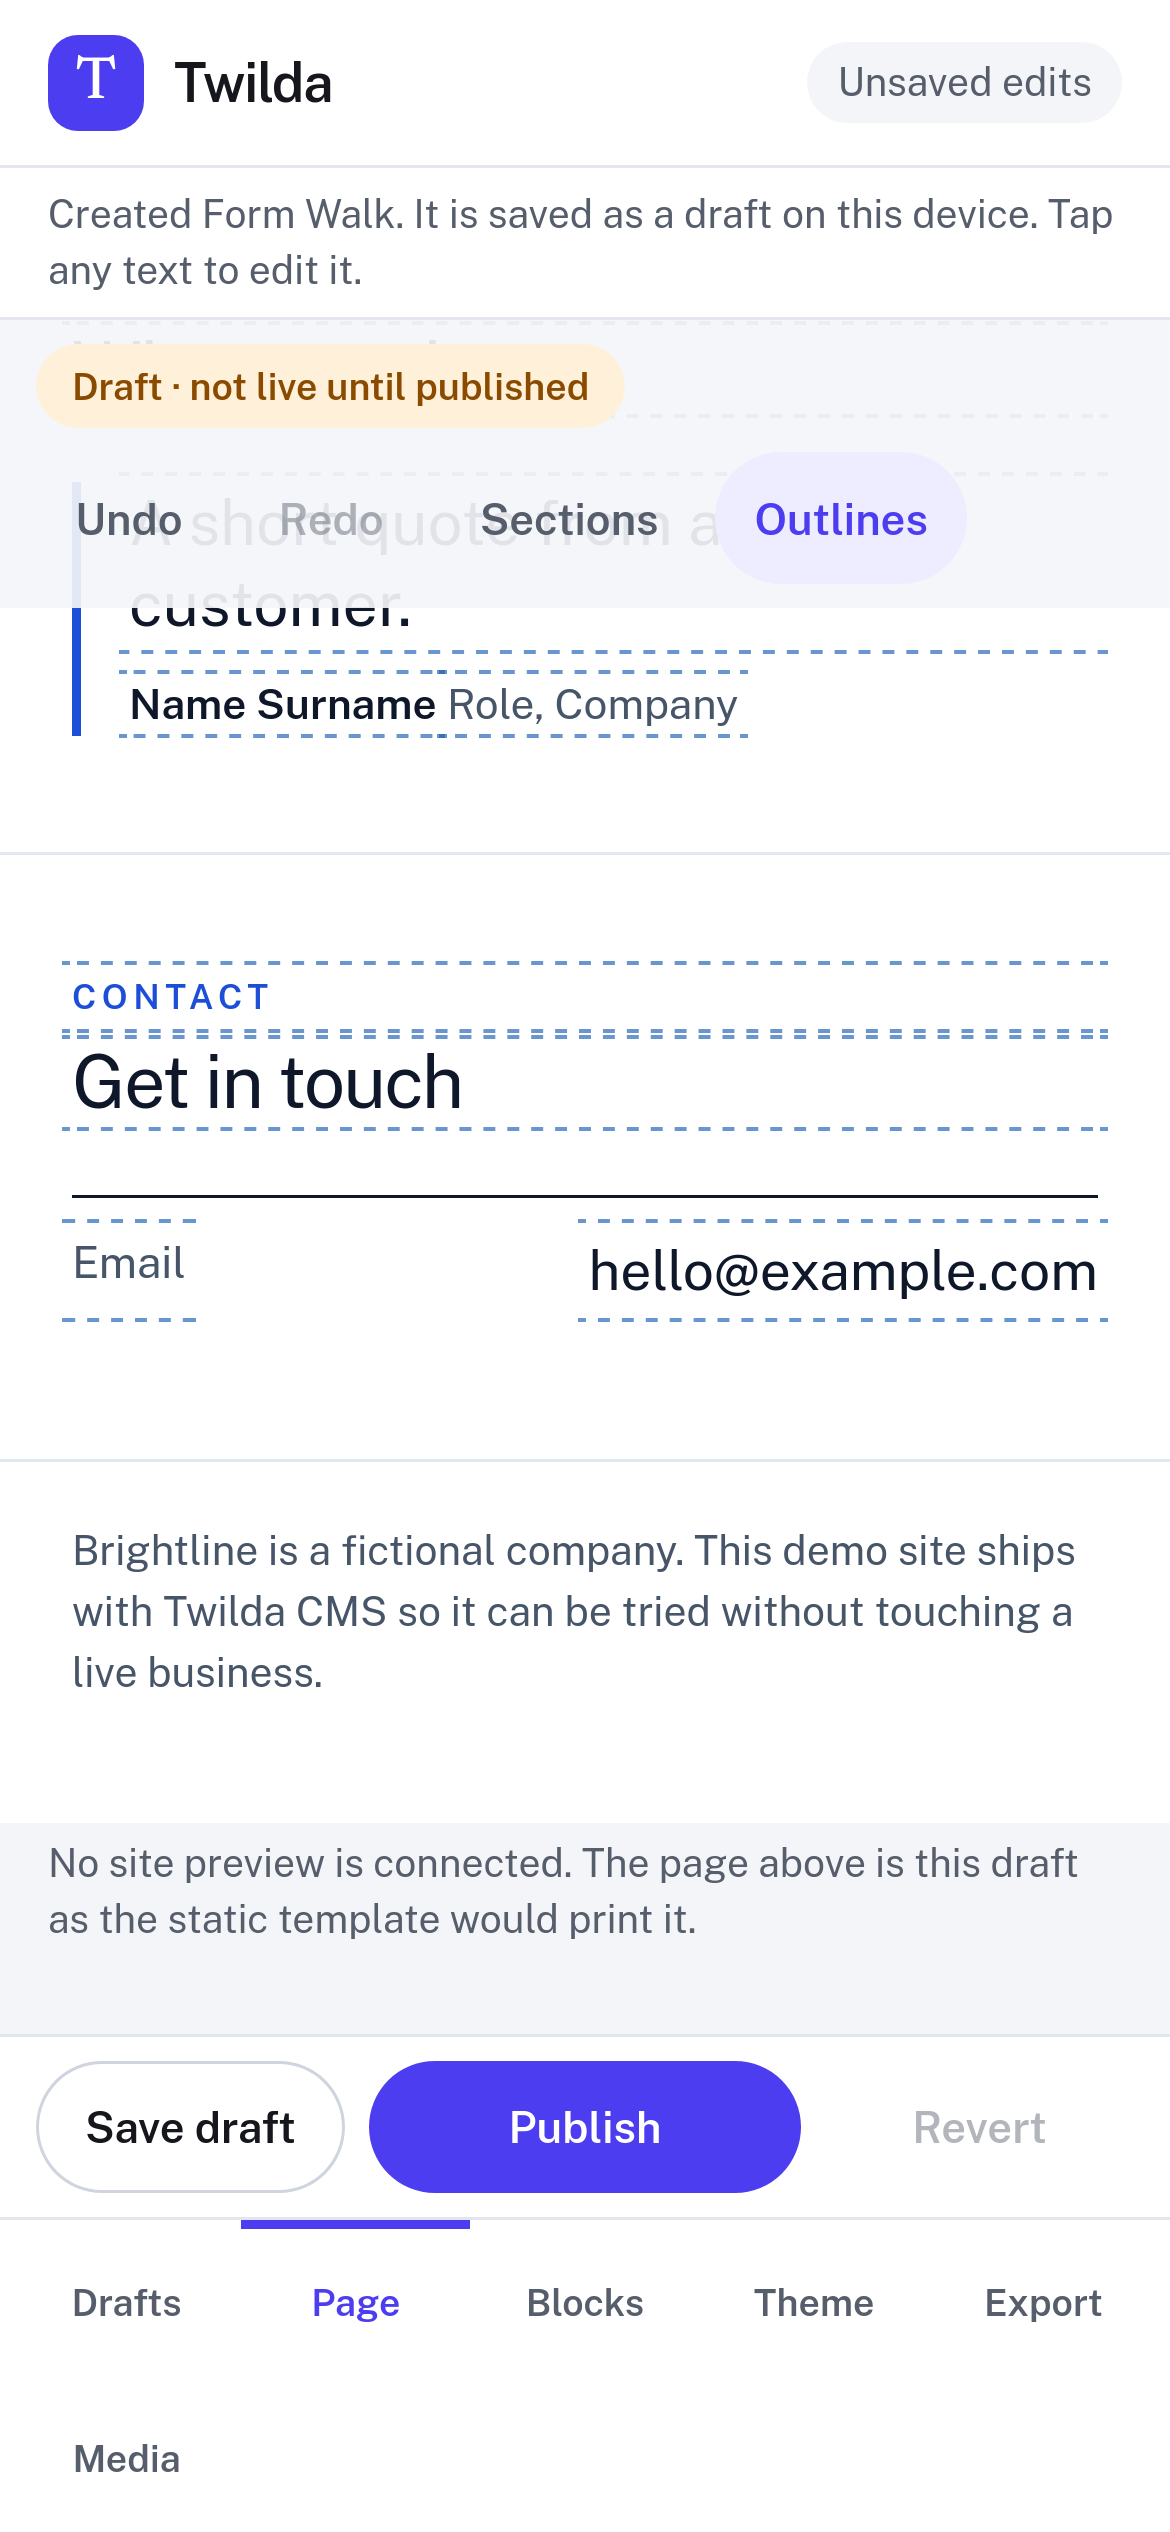 T Twilda
Unsaved edits
Created Form Walk. It is saved as a draft on this device. Tap
any text to edit it.
Draft · not live until published
Undo Redo Sections Outlines
A short quote from a
customer.
Name Surname Role, Company
CONTACT
Get in touch
Email hello@example.com
Brightline is a fictional company. This demo site ships
with Twilda CMS so it can be tried without touching a
live business.
No site preview is connected. The page above is this draft
as the static template would print it.
Save draft Publish Revert
Drafts Page Blocks Theme Export
Media